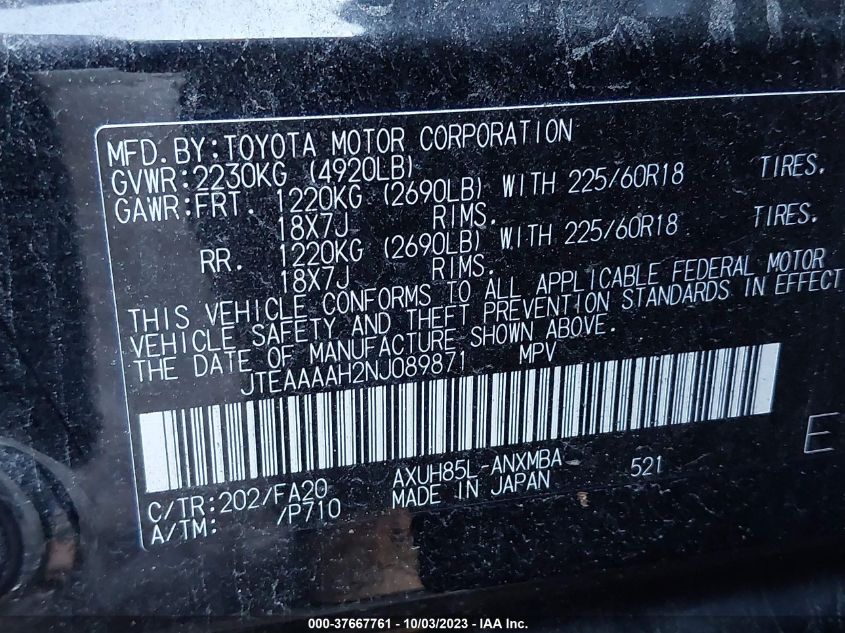 MFD.BY:TOYOTA MOTOR CORPORATION
GVWR:2230KG (4920LB)
GAWR:FRT. 1220KG (2690LB) WITH 225/60R18 TIRES.
18X7J RIMS.
RR. 1220KG (2690LB) WITH 225/60R18 TIRES.
18X7J RIMS.
THIS VEHICLE CONFORMS TO ALL APPLICABLE FEDERAL MOTOR
VEHICLE SAFETY AND THEFT PREVENTION STANDARDS IN EFFECT
THE DATE OF MANUFACTURE SHOWN ABOVE.
JTEAAAAH2NJ089871 MPV
E
C/TR:202/FA20 AXUH85L-ANXMBA 521
A/TM: /P710 MADE IN JAPAN
000-37667761 - 10/03/2023 - IAA Inc.